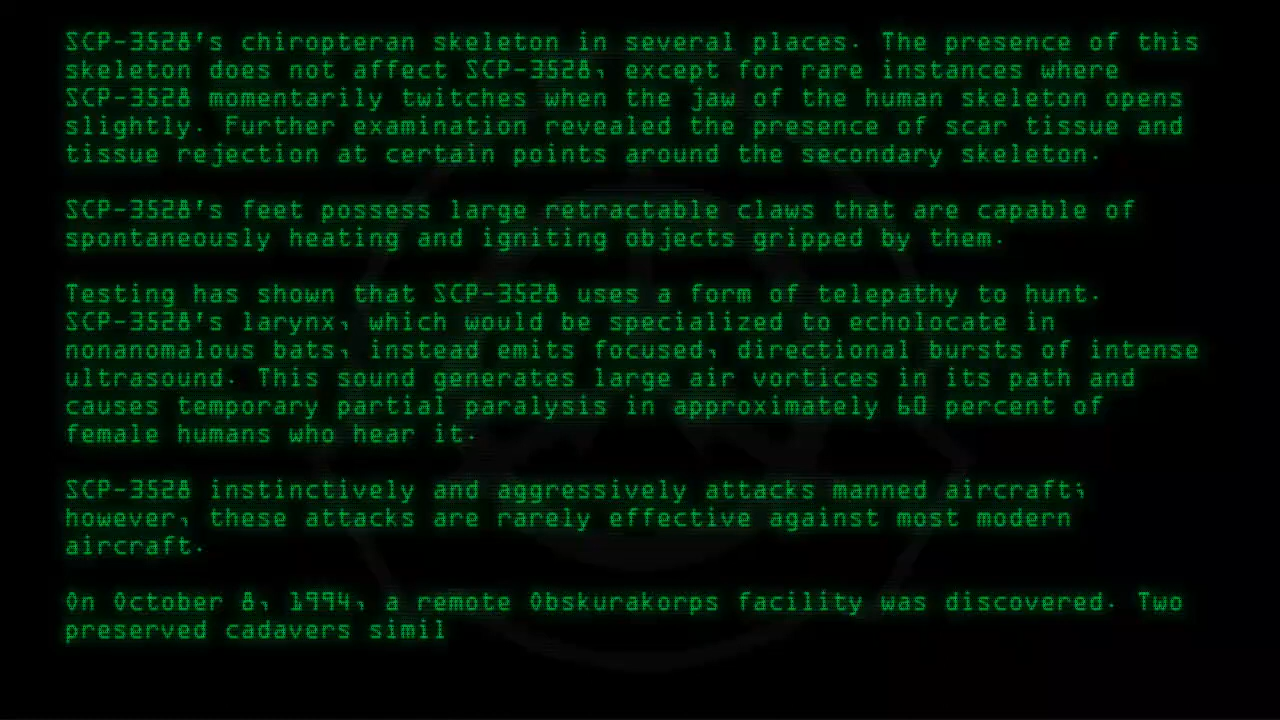 SCP-3528's chiropteran skeleton in several places. The presence of this
skeleton does not affect SCP-3528, except for rare instances where
SCP-3528 momentarily twitches when the jaw of the human skeleton opens
slightly. Further examination revealed the presence of scar tissue and
tissue rejection at certain points around the secondary skeleton.
SCP-3528's feet possess large retractable claws that are capable of
spontaneously heating and igniting objects gripped by them.
Testing has shown that SCP-3528 uses a form of telepathy to hunt.
SCP-3528's larynx, which would be specialized to echolocate in
nonanomalous bats, instead emits focused, directional bursts of intense
ultrasound. This sound generates large air vortices in its path and
causes temporary partial paralysis in approximately 60 percent of
female humans who hear it.
SCP-3528 instinctively and aggressively attacks manned aircraft;
however, these attacks are rarely effective against most modern
aircraft.
On October 8, 1994, a remote Obskurakorps facility was discovered. Two
preserved cadavers simil